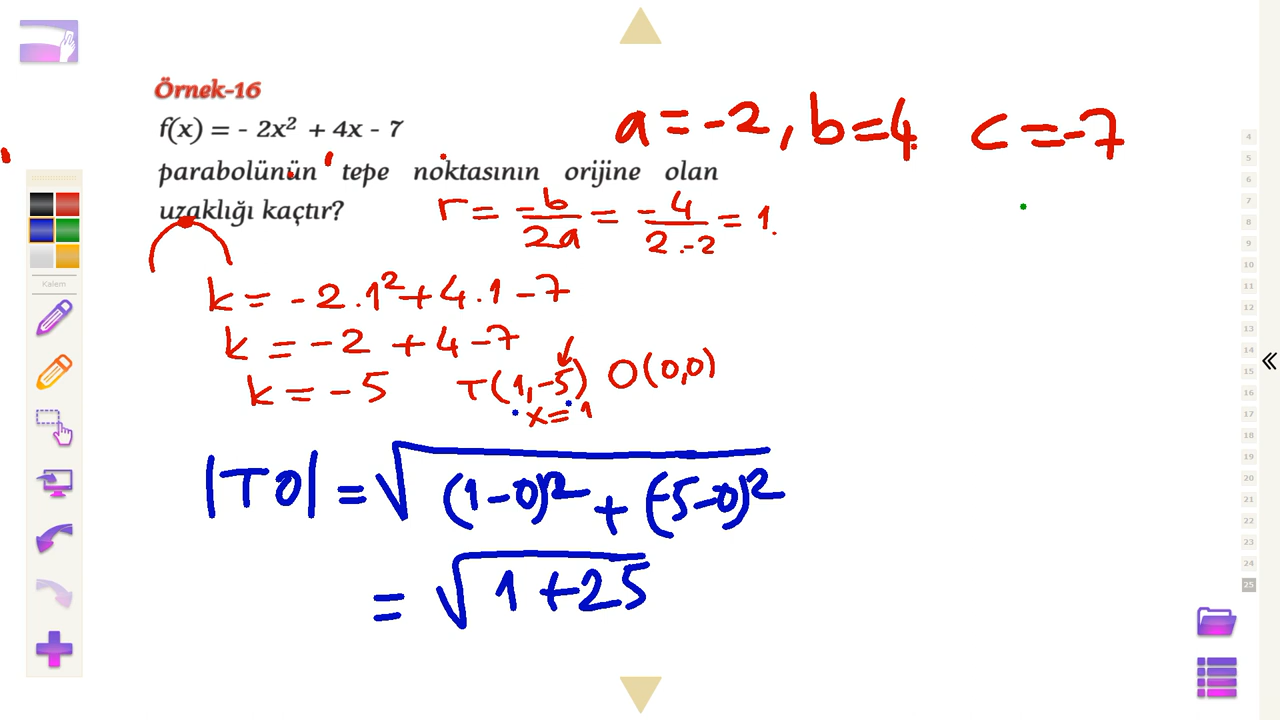 Örnek-16
f(x) = - 2x² + 4x - 7
a = -2, b = 4 c = -7
parabolünün tepe noktasının orijine olan
uzaklığı kaçtır?
r = -b/2a = -4/2.-2 = 1.
k = -2.1²+4.1-7
k = -2 +4-7
k = -5 T(1,-5) O(0,0)
x=1
|TO| = √(1-0)² + (-5-0)²
= √1+25
Kalem
4
5
6
7
8
9
10
11
12
13
14
15
16
17
18
19
20
21
22
23
24
25